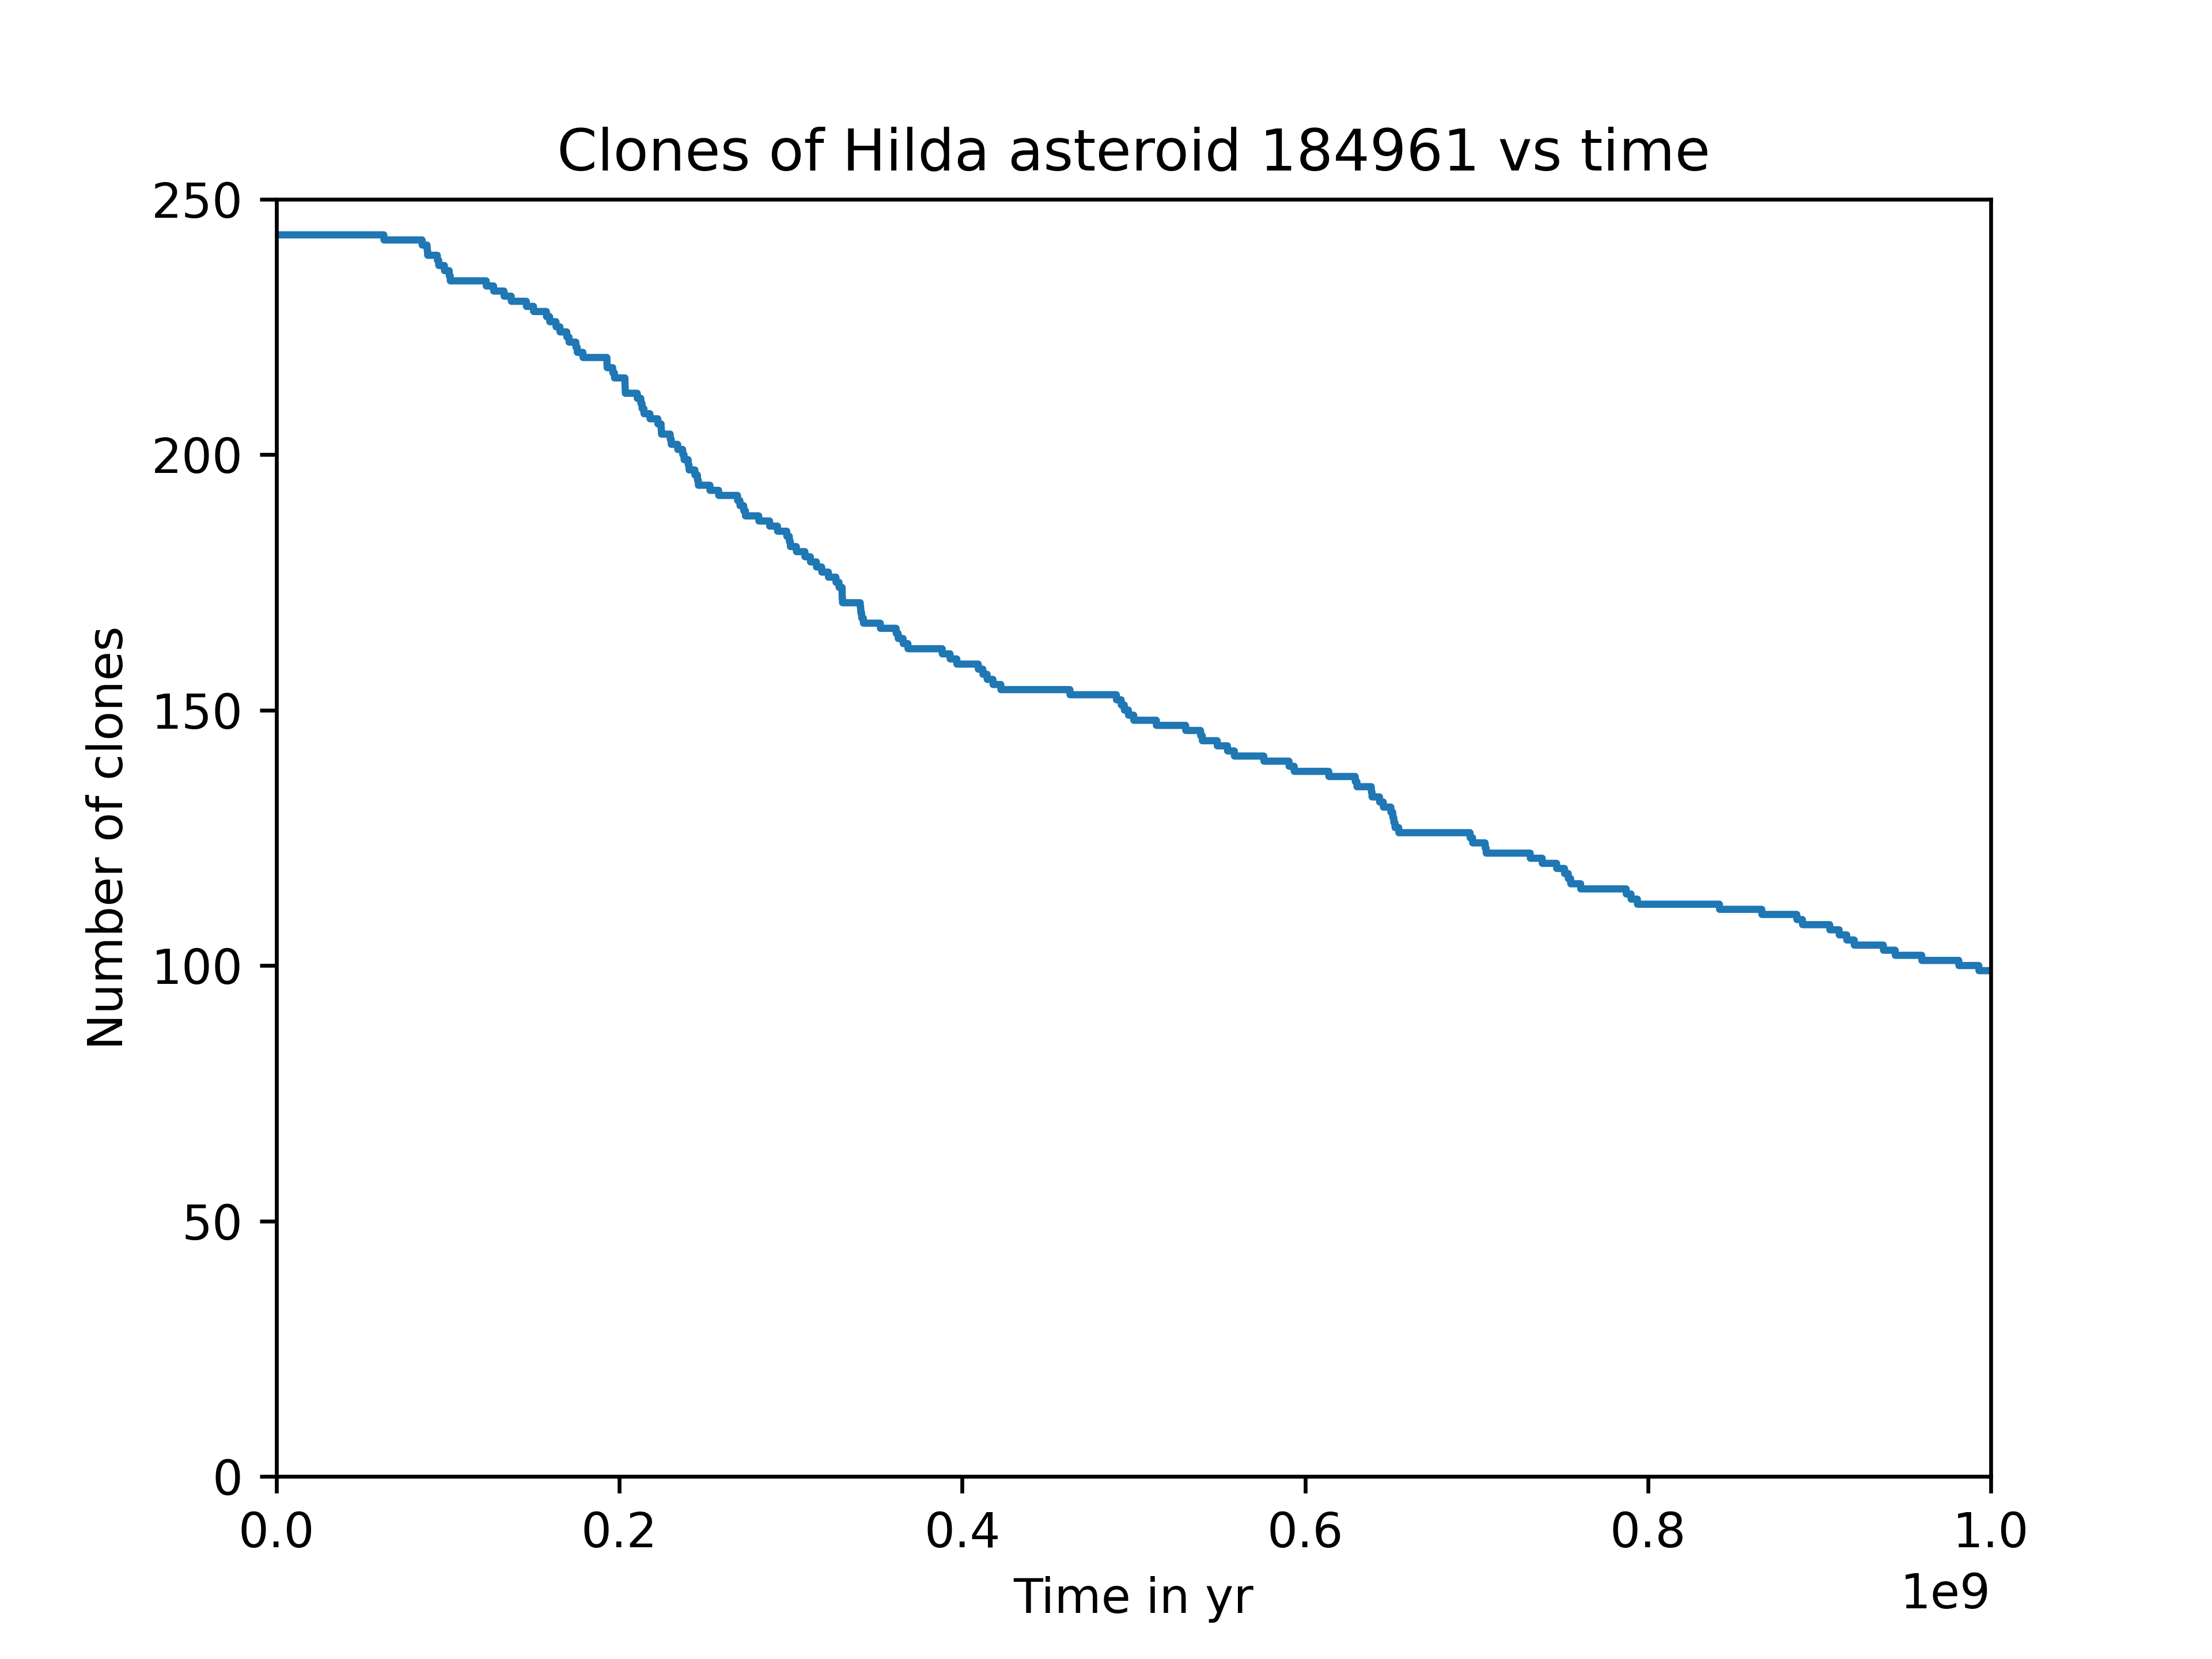 Clones of Hilda asteroid 184961 vs time
250
200
150
100
50
0
Number of clones
0.0 0.2 0.4 0.6 0.8 1.0
Time in yr
1e9